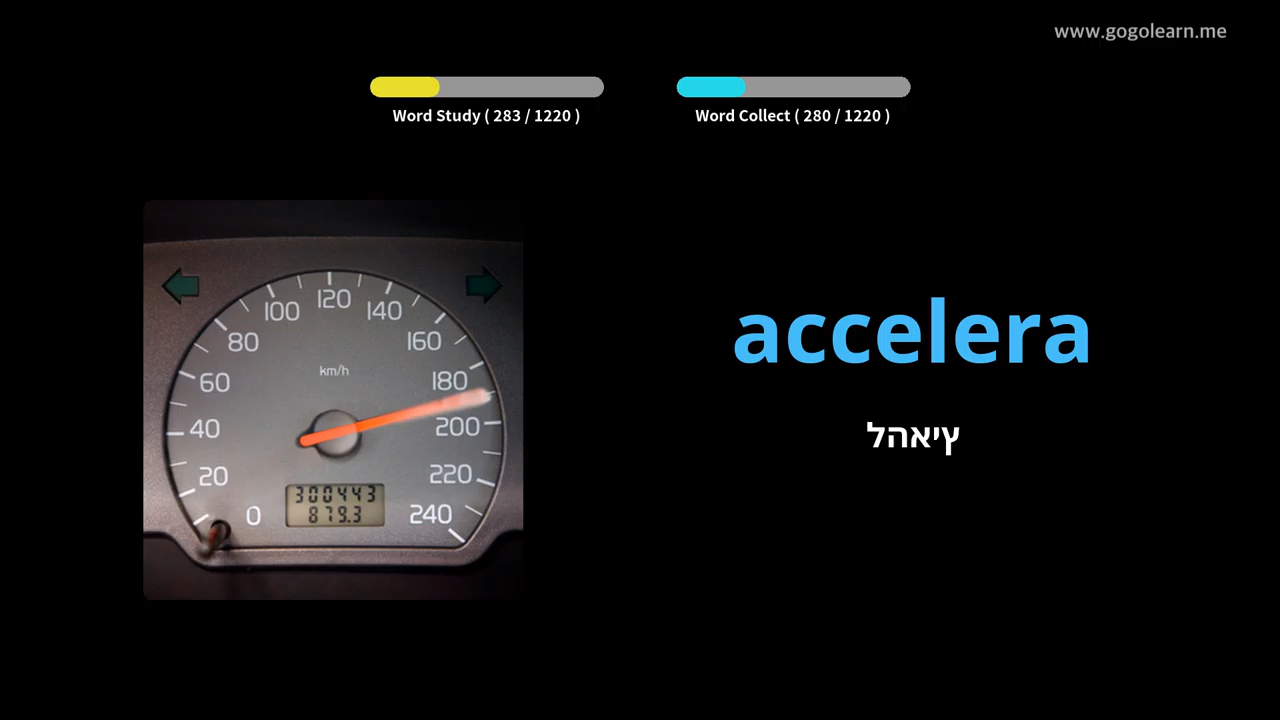 www.gogolearn.me
Word Study ( 283 / 1220 )
Word Collect ( 280 / 1220 )
accelera
להאיץ
0
20
40
60
80
100
120
140
160
180
200
220
240
km/h
300443
879.3